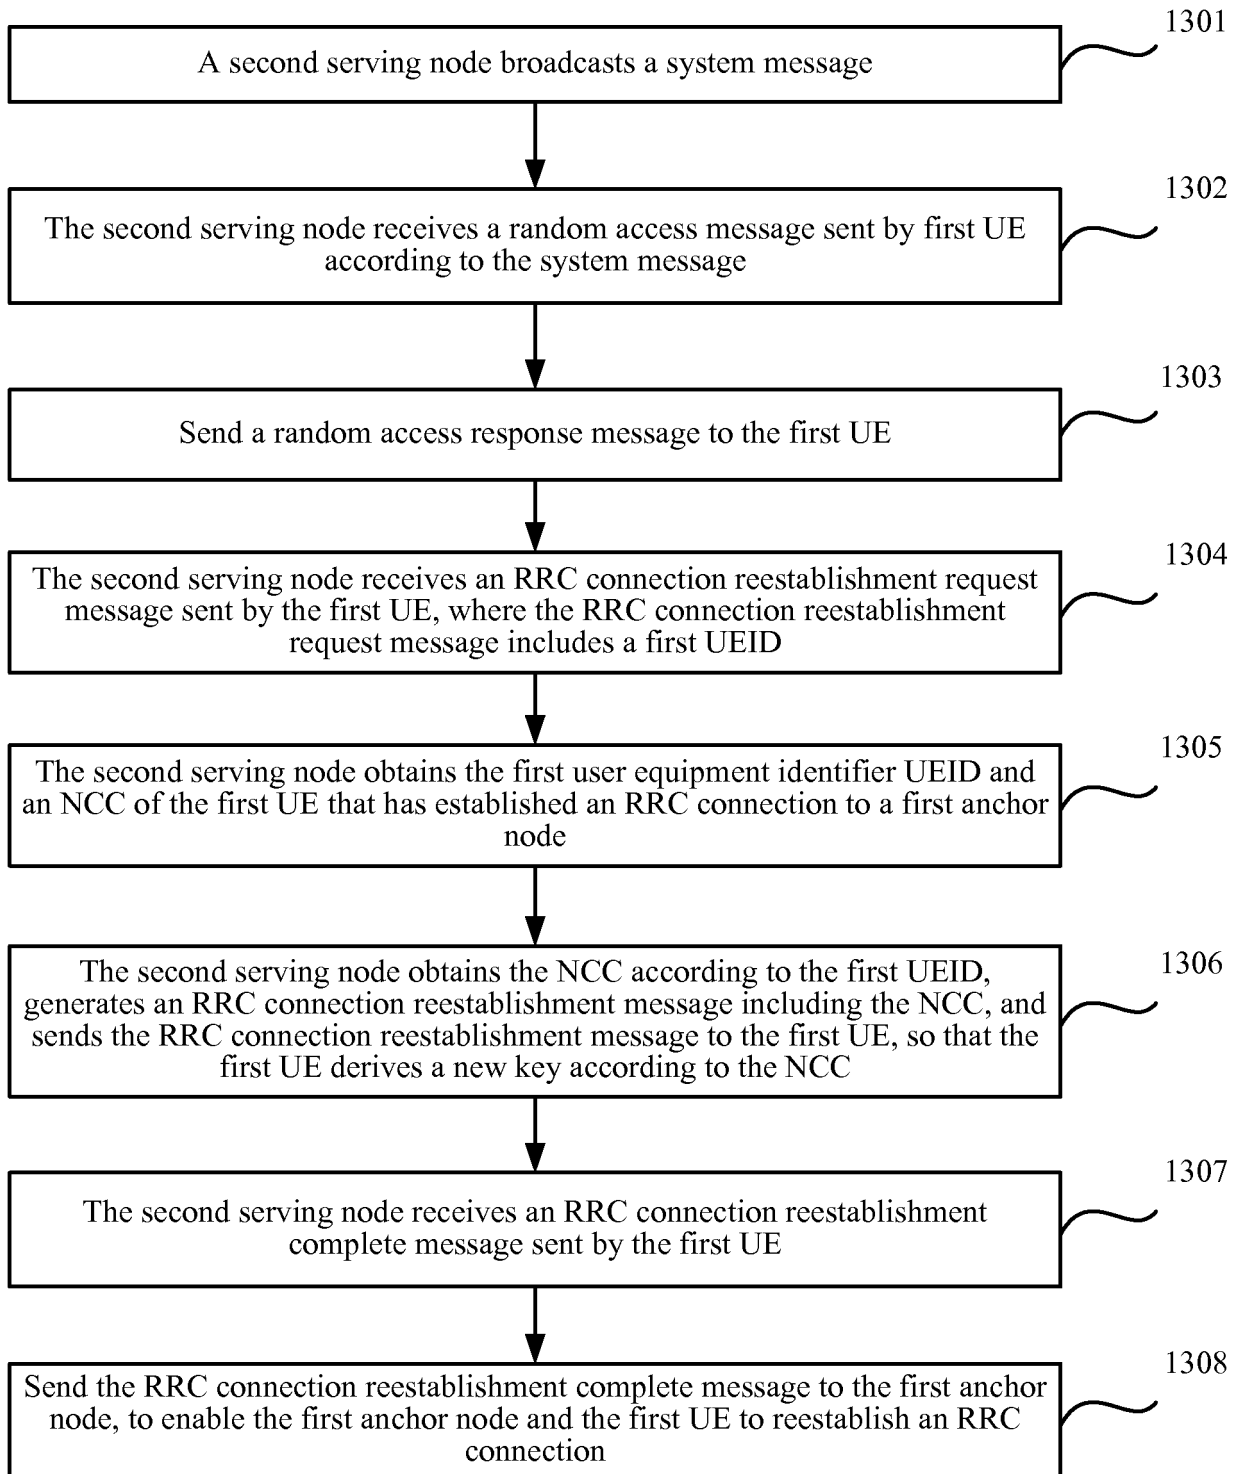 1301
A second serving node broadcasts a system message
1302
The second serving node receives a random access message sent by first UE
according to the system message
1303
Send a random access response message to the first UE
1304
The second serving node receives an RRC connection reestablishment request
message sent by the first UE, where the RRC connection reestablishment
request message includes a first UEID
1305
The second serving node obtains the first user equipment identifier UEID and
an NCC of the first UE that has established an RRC connection to a first anchor
node
1306
The second serving node obtains the NCC according to the first UEID,
generates an RRC connection reestablishment message including the NCC, and
sends the RRC connection reestablishment message to the first UE, so that the
first UE derives a new key according to the NCC
1307
The second serving node receives an RRC connection reestablishment
complete message sent by the first UE
1308
Send the RRC connection reestablishment complete message to the first anchor
node, to enable the first anchor node and the first UE to reestablish an RRC
connection